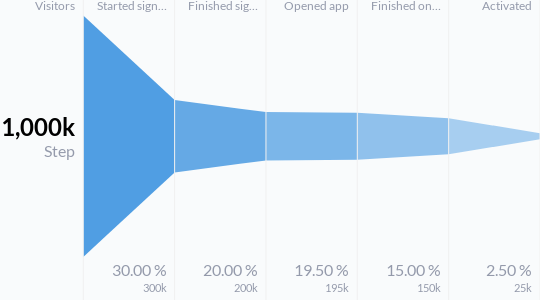 Visitors
Started sign...
Finished sig...
Opened app
Finished on...
Activated
1,000k
Step
30.00 %
20.00 %
19.50 %
15.00 %
2.50 %
300k
200k
195k
150k
25k